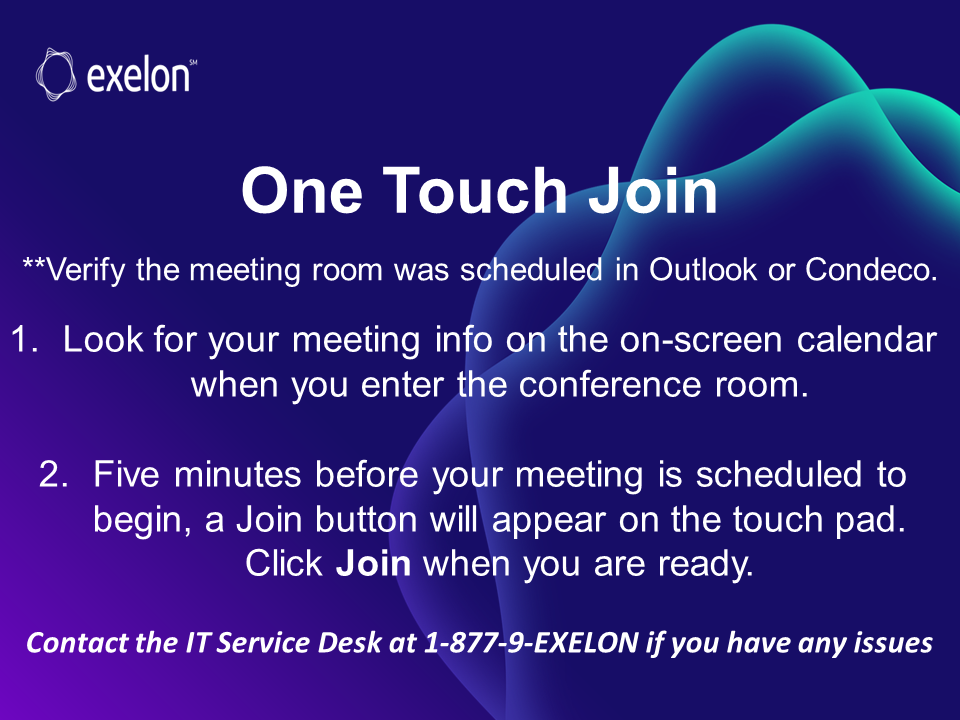 exelon℠
One Touch Join
**Verify the meeting room was scheduled in Outlook or Condeco.
1. Look for your meeting info on the on-screen calendar
when you enter the conference room.
2. Five minutes before your meeting is scheduled to
begin, a Join button will appear on the touch pad.
Click Join when you are ready.
Contact the IT Service Desk at 1-877-9-EXELON if you have any issues